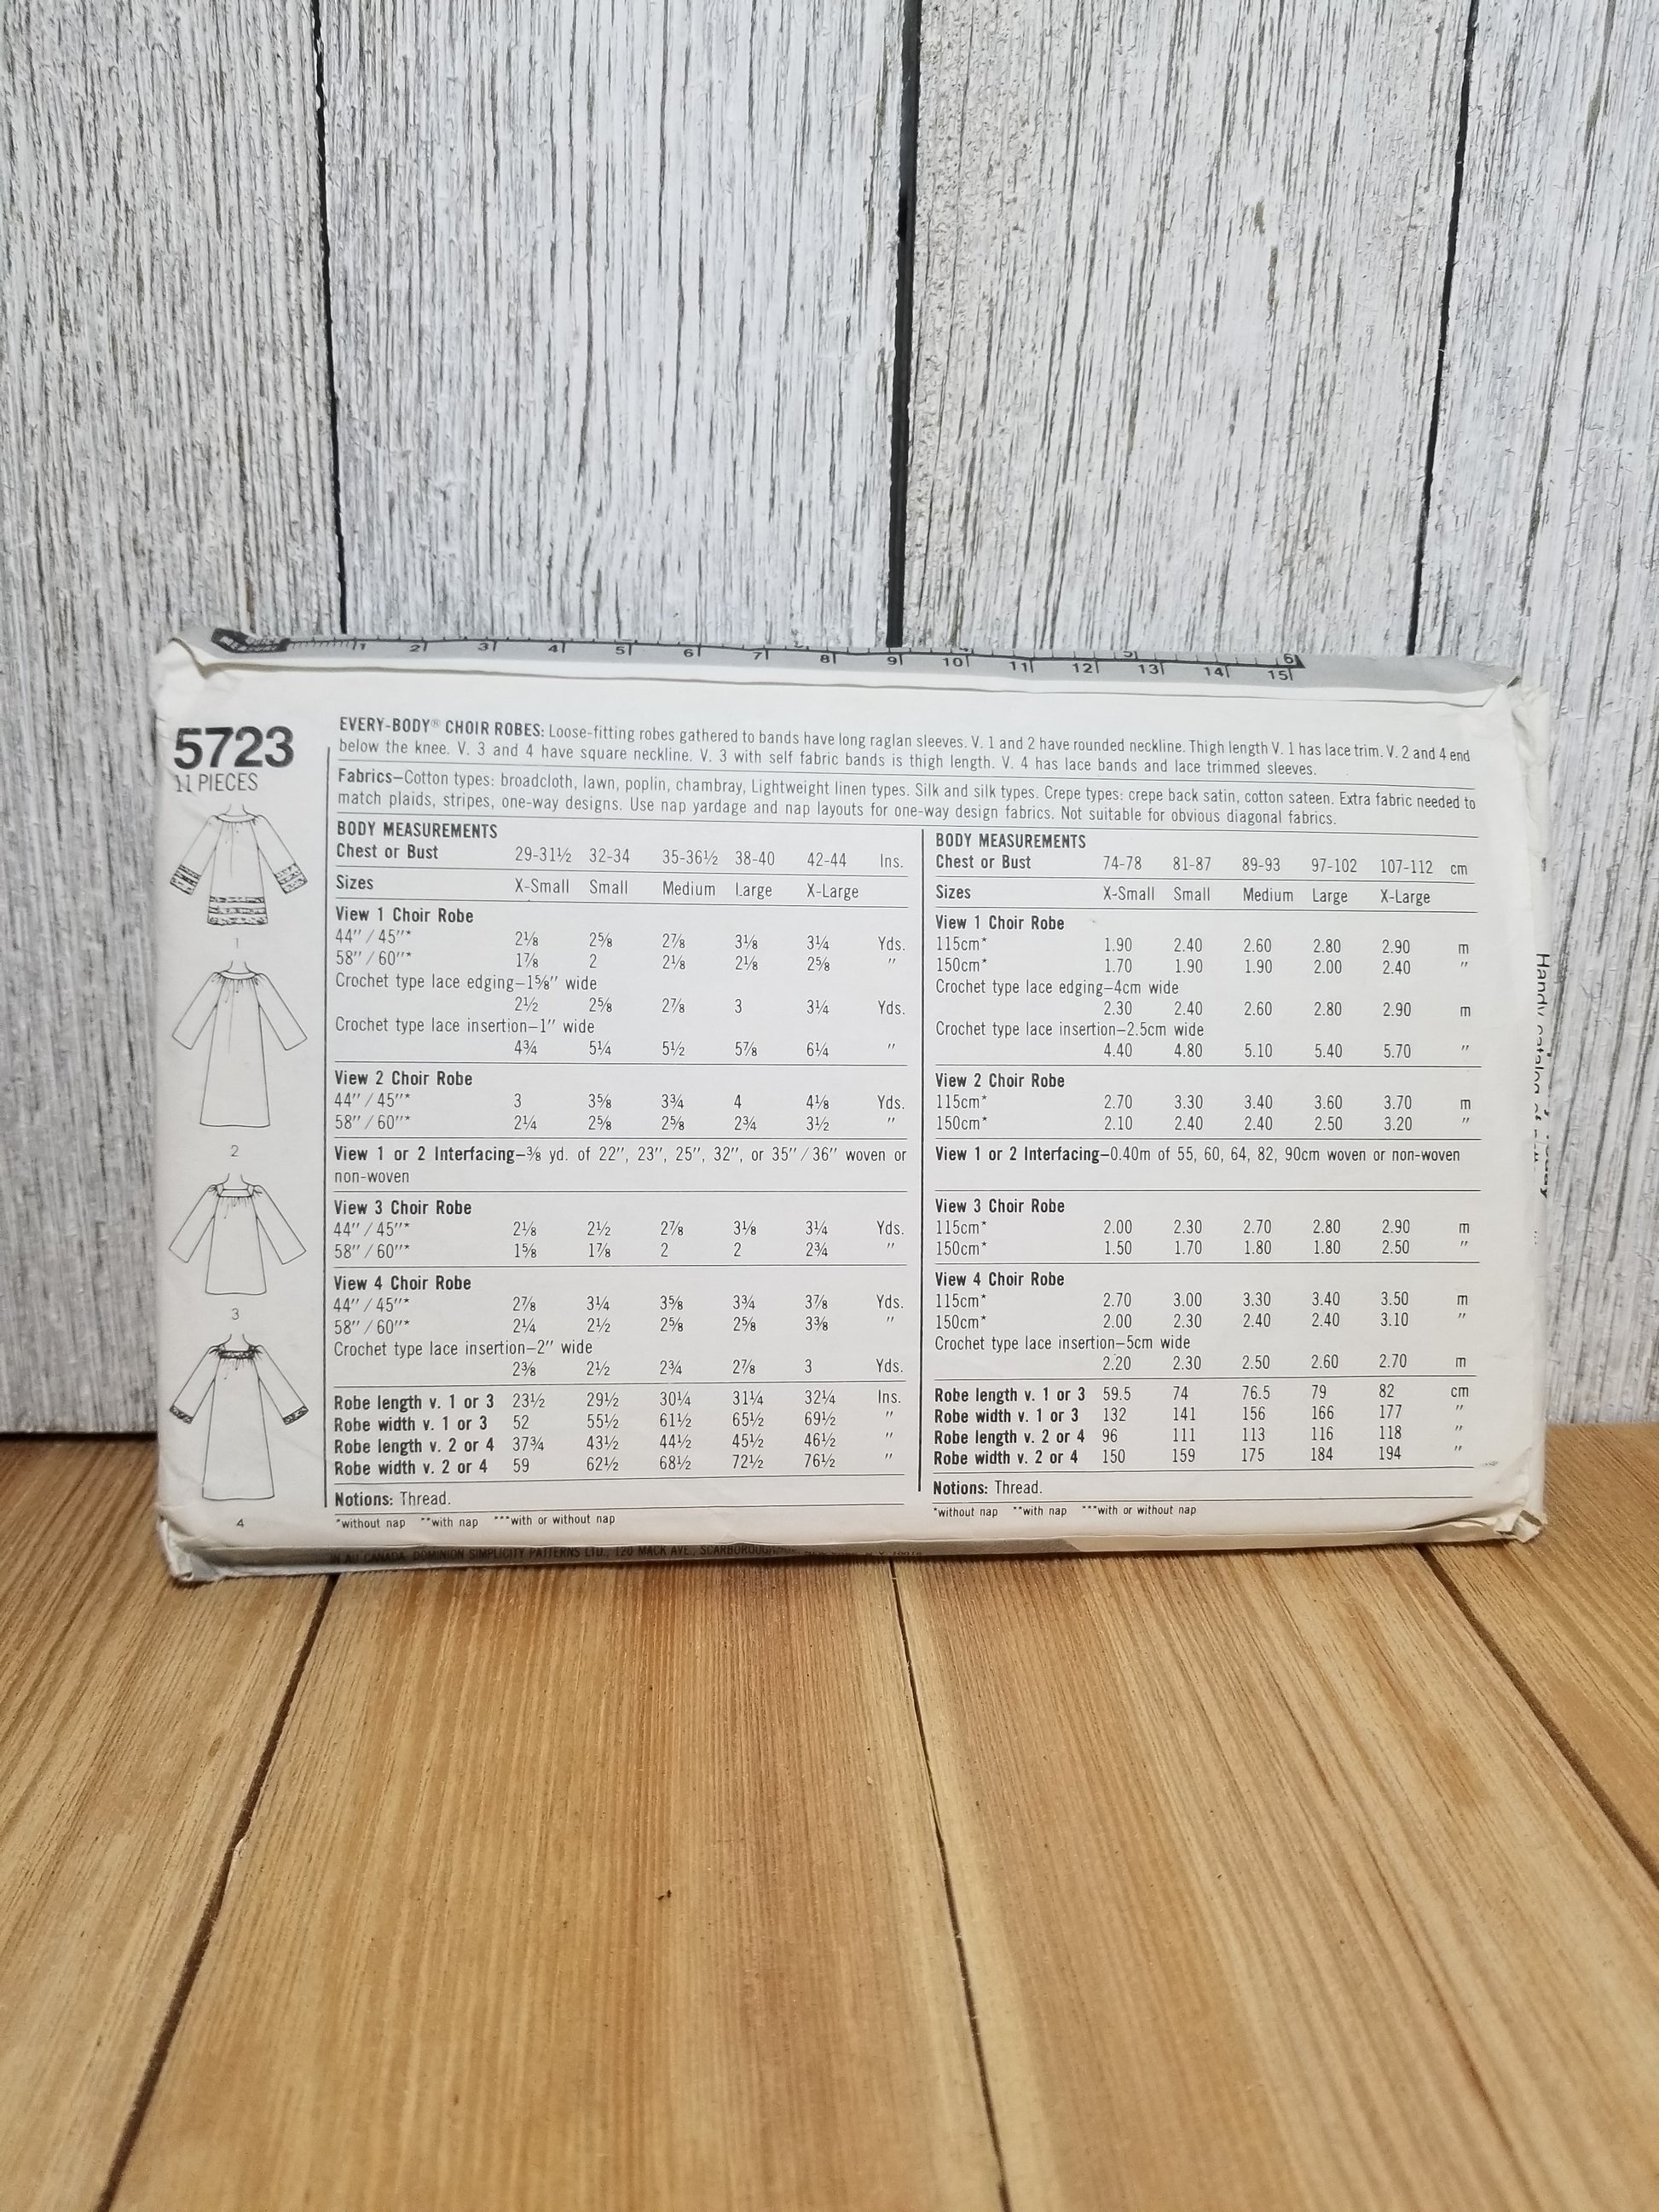 1 2 3 4 5 6 7 8 9 10 11 12 13 14 15
5 6
5723
11 PIECES
1
2
3
4
EVERY-BODY® CHOIR ROBES: Loose-fitting robes gathered to bands have long raglan sleeves. V. 1 and 2 have rounded neckline. Thigh length V. 1 has lace trim. V. 2 and 4 end
below the knee. V. 3 and 4 have square neckline. V. 3 with self fabric bands is thigh length. V. 4 has lace bands and lace trimmed sleeves.
Fabrics—Cotton types: broadcloth, lawn, poplin, chambray, Lightweight linen types. Silk and silk types. Crepe types: crepe back satin, cotton sateen. Extra fabric needed to
match plaids, stripes, one-way designs. Use nap yardage and nap layouts for one-way design fabrics. Not suitable for obvious diagonal fabrics.
BODY MEASUREMENTS
Chest or Bust 29-31½ 32-34 35-36½ 38-40 42-44 Ins.
Sizes X-Small Small Medium Large X-Large
View 1 Choir Robe
44″/45″* 2⅛ 2⅝ 2⅞ 3⅛ 3¼ Yds.
58″/60″* 1⅞ 2 2⅛ 2⅛ 2⅝ ″
Crochet type lace edging—1⅝″ wide
2½ 2⅝ 2⅞ 3 3¼ Yds.
Crochet type lace insertion—1″ wide
4¾ 5¼ 5½ 5⅞ 6¼ ″
View 2 Choir Robe
44″/45″* 3 3⅝ 3¾ 4 4⅛ Yds.
58″/60″* 2¼ 2⅝ 2⅝ 2¾ 3½ ″
View 1 or 2 Interfacing—⅜ yd. of 22″, 23″, 25″, 32″, or 35″/36″ woven or
non-woven
View 3 Choir Robe
44″/45″* 2⅛ 2½ 2⅞ 3⅛ 3¼ Yds.
58″/60″* 1⅝ 1⅞ 2 2 2¾ ″
View 4 Choir Robe
44″/45″* 2⅞ 3¼ 3⅝ 3¾ 3⅞ Yds.
58″/60″* 2¼ 2½ 2⅝ 2⅝ 3⅜ ″
Crochet type lace insertion—2″ wide
2⅜ 2½ 2¾ 2⅞ 3 Yds.
Robe length v. 1 or 3 23½ 29½ 30¼ 31¼ 32¼ Ins.
Robe width v. 1 or 3 52 55½ 61½ 65½ 69½ ″
Robe length v. 2 or 4 37¾ 43½ 44½ 45½ 46½ ″
Robe width v. 2 or 4 59 62½ 68½ 72½ 76½ ″
Notions: Thread.
*without nap **with nap ***with or without nap
BODY MEASUREMENTS
Chest or Bust 74-78 81-87 89-93 97-102 107-112 cm
Sizes X-Small Small Medium Large X-Large
View 1 Choir Robe
115cm* 1.90 2.40 2.60 2.80 2.90 m
150cm* 1.70 1.90 1.90 2.00 2.40 ″
Crochet type lace edging—4cm wide
2.30 2.40 2.60 2.80 2.90 m
Crochet type lace insertion—2.5cm wide
4.40 4.80 5.10 5.40 5.70 ″
View 2 Choir Robe
115cm* 2.70 3.30 3.40 3.60 3.70 m
150cm* 2.10 2.40 2.40 2.50 3.20 ″
View 1 or 2 Interfacing—0.40m of 55, 60, 64, 82, 90cm woven or non-woven
View 3 Choir Robe
115cm* 2.00 2.30 2.70 2.80 2.90 m
150cm* 1.50 1.70 1.80 1.80 2.50 ″
View 4 Choir Robe
115cm* 2.70 3.00 3.30 3.40 3.50 m
150cm* 2.00 2.30 2.40 2.40 3.10 ″
Crochet type lace insertion—5cm wide
2.20 2.30 2.50 2.60 2.70 m
Robe length v. 1 or 3 59.5 74 76.5 79 82 cm
Robe width v. 1 or 3 132 141 156 166 177 ″
Robe length v. 2 or 4 96 111 113 116 118 ″
Robe width v. 2 or 4 150 159 175 184 194 ″
Notions: Thread.
*without nap **with nap ***with or without nap
Handy catalog of
CANADA, DOMINION SIMPLICITY PATTERNS LTD., 120 MACK AVE.,